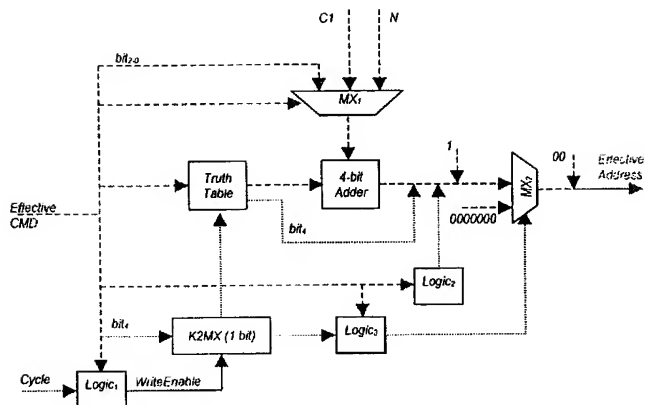 C1 N
bit2-0
MX1
1
00
Effective
Address
Truth
Table
4-bit
Adder
MX2
Effective
CMD
bit4
0000000
Logic2
bit4
K2MX (1 bit)
Logic3
Cycle
Logic1
WriteEnable